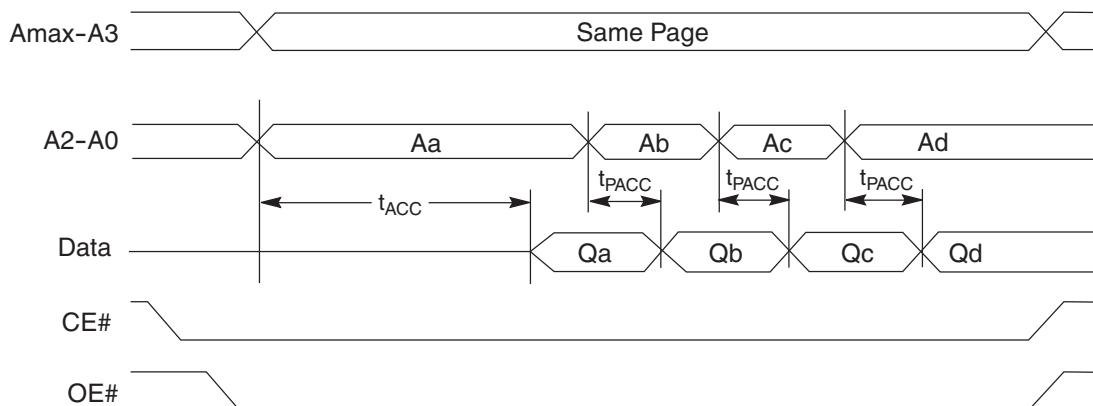 Amax-A3 Same Page
A2-A0 Aa Ab Ac Ad
tACC tPACC tPACC tPACC
Data Qa Qb Qc Qd
CE#
OE#